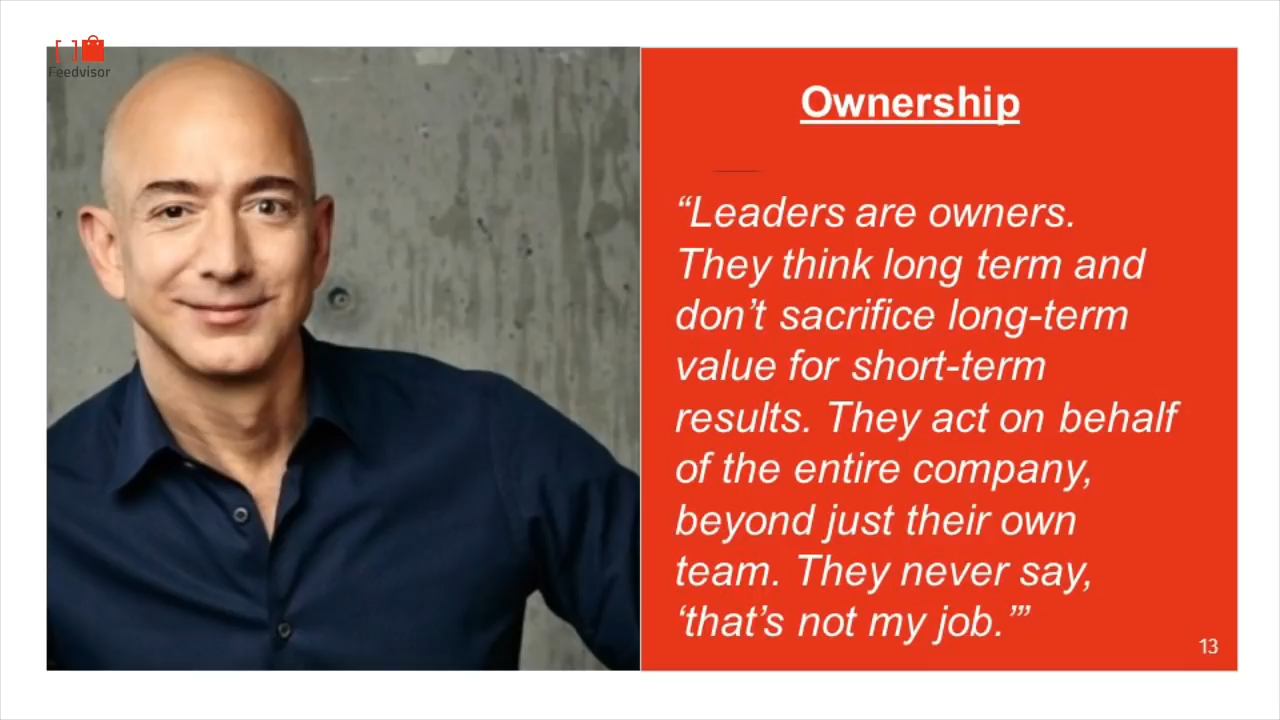 [ ]
Feedvisor
Ownership
“Leaders are owners.
They think long term and
don’t sacrifice long-term
value for short-term
results. They act on behalf
of the entire company,
beyond just their own
team. They never say,
‘that’s not my job.’”
13